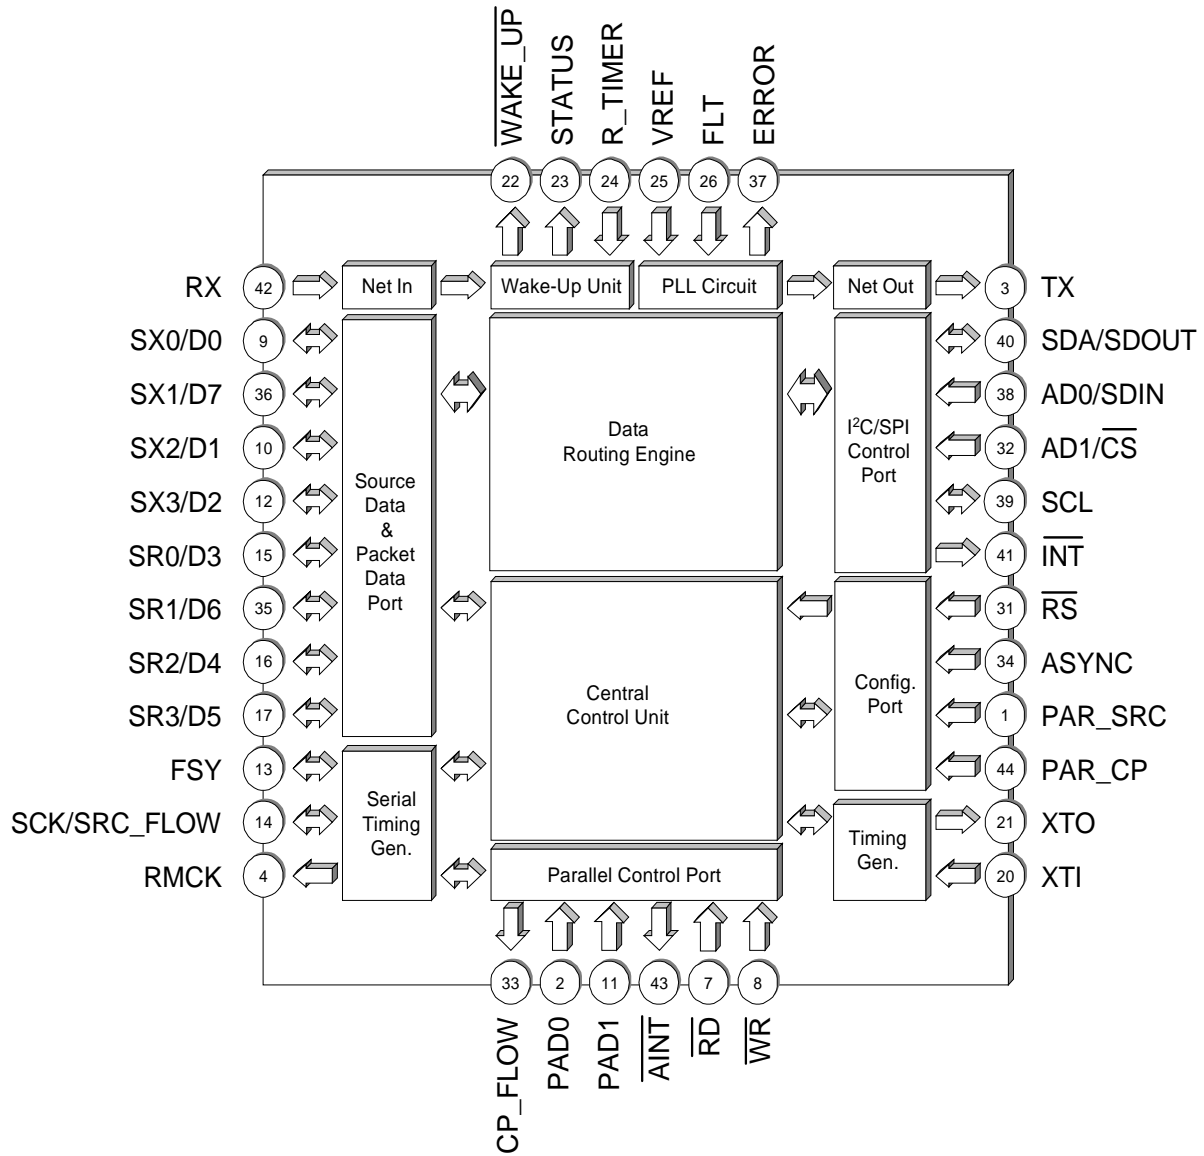 WAKE_UP
STATUS
R_TIMER
VREF
FLT
ERROR
22
23
24
25
26
37
RX
42
Net In
Wake-Up Unit
PLL Circuit
Net Out
3
TX
SX0/D0
9
40
SDA/SDOUT
SX1/D7
36
38
AD0/SDIN
SX2/D1
10
32
AD1/CS
SX3/D2
12
39
SCL
SR0/D3
15
41
INT
SR1/D6
35
31
RS
SR2/D4
16
34
ASYNC
SR3/D5
17
1
PAR_SRC
FSY
13
44
PAR_CP
SCK/SRC_FLOW
14
21
XTO
RMCK
4
20
XTI
Source
Data
&
Packet
Data
Port
Data
Routing Engine
I²C/SPI
Control
Port
Central
Control Unit
Config.
Port
Serial
Timing
Gen.
Timing
Gen.
Parallel Control Port
33
2
11
43
7
8
CP_FLOW
PAD0
PAD1
AINT
RD
WR